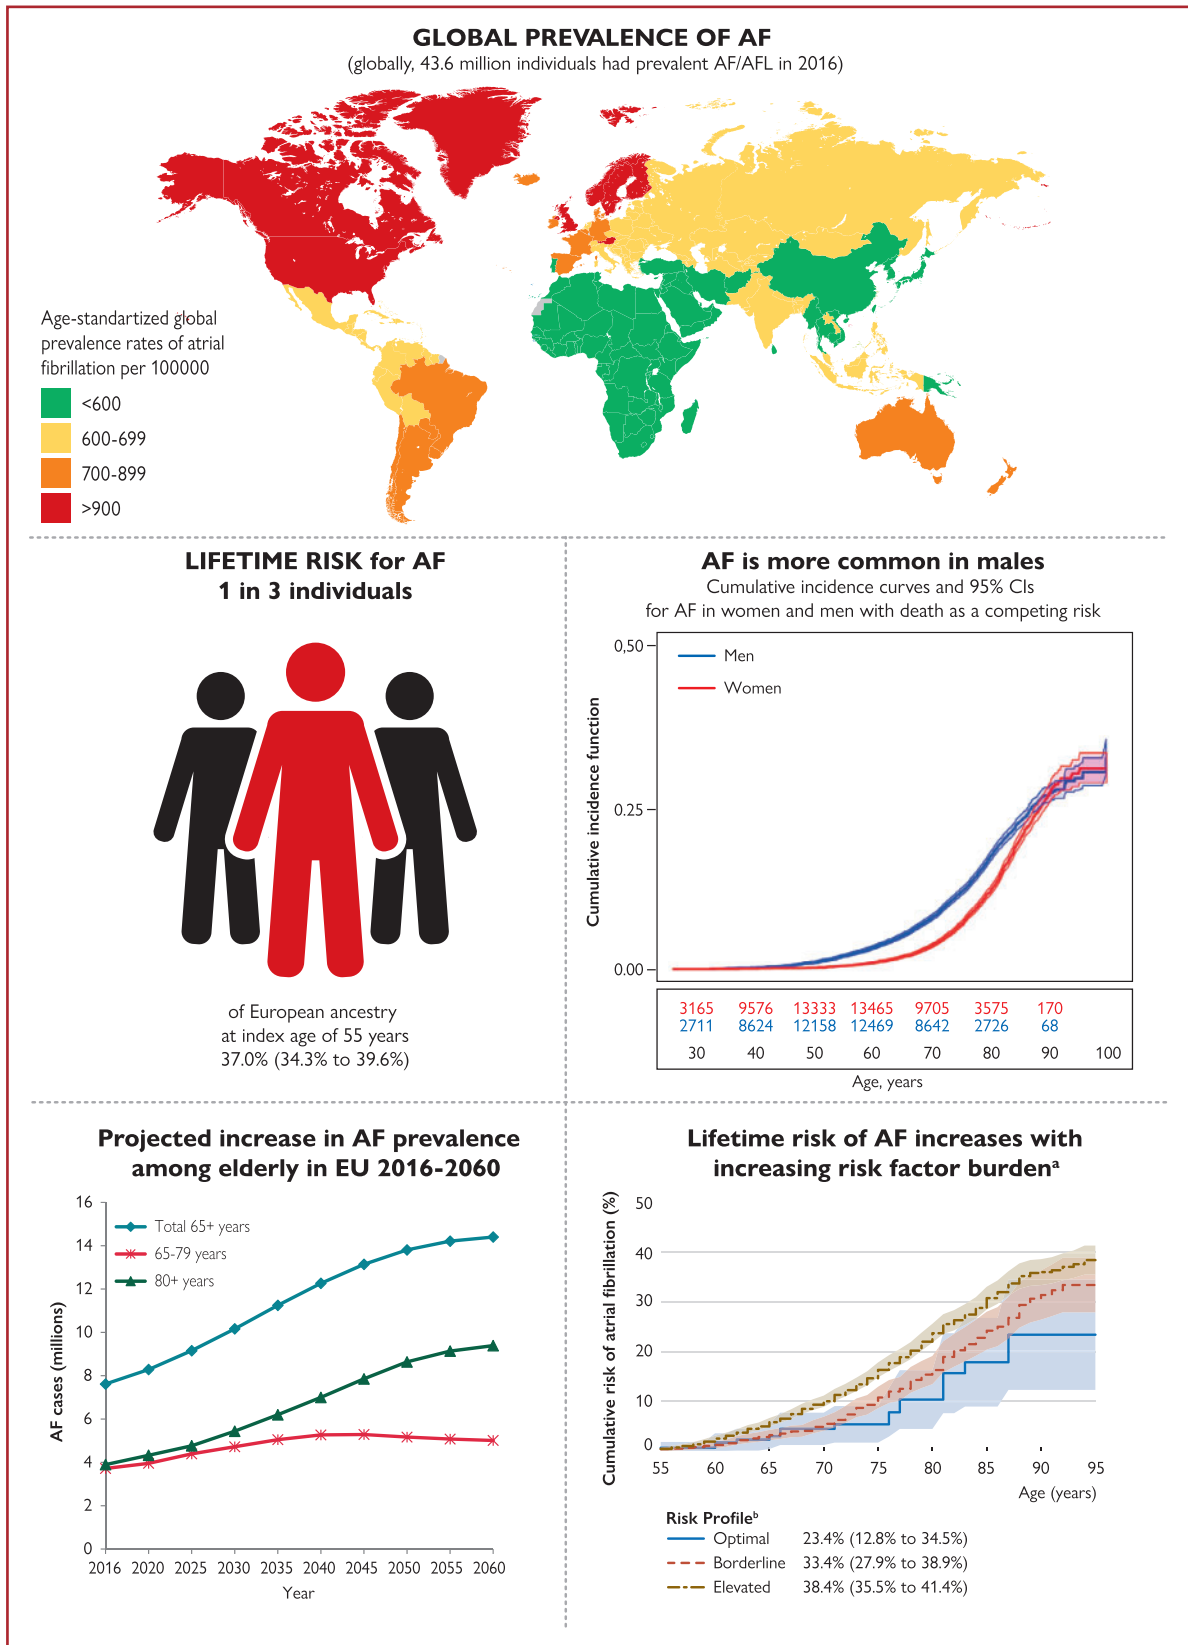 GLOBAL PREVALENCE OF AF
(globally, 43.6 million individuals had prevalent AF/AFL in 2016)
Age-standartized global
prevalence rates of atrial
fibrillation per 100000
<600
600-699
700-899
>900
LIFETIME RISK for AF
1 in 3 individuals
of European ancestry
at index age of 55 years
37.0% (34.3% to 39.6%)
AF is more common in males
Cumulative incidence curves and 95% CIs
for AF in women and men with death as a competing risk
Cumulative incidence function
0,50
0.25
0.00
Men
Women
3165 9576 13333 13465 9705 3575 170
2711 8624 12158 12469 8642 2726 68
30 40 50 60 70 80 90 100
Age, years
Projected increase in AF prevalence
among elderly in EU 2016-2060
AF cases (millions)
16
14
12
10
8
6
4
2
0
Total 65+ years
65-79 years
80+ years
2016 2020 2025 2030 2035 2040 2045 2050 2055 2060
Year
Lifetime risk of AF increases with
increasing risk factor burdenᵃ
Cumulative risk of atrial fibrillation (%)
50
40
30
20
10
0
55 60 65 70 75 80 85 90 95
Age (years)
Risk Profileᵇ
Optimal 23.4% (12.8% to 34.5%)
Borderline 33.4% (27.9% to 38.9%)
Elevated 38.4% (35.5% to 41.4%)